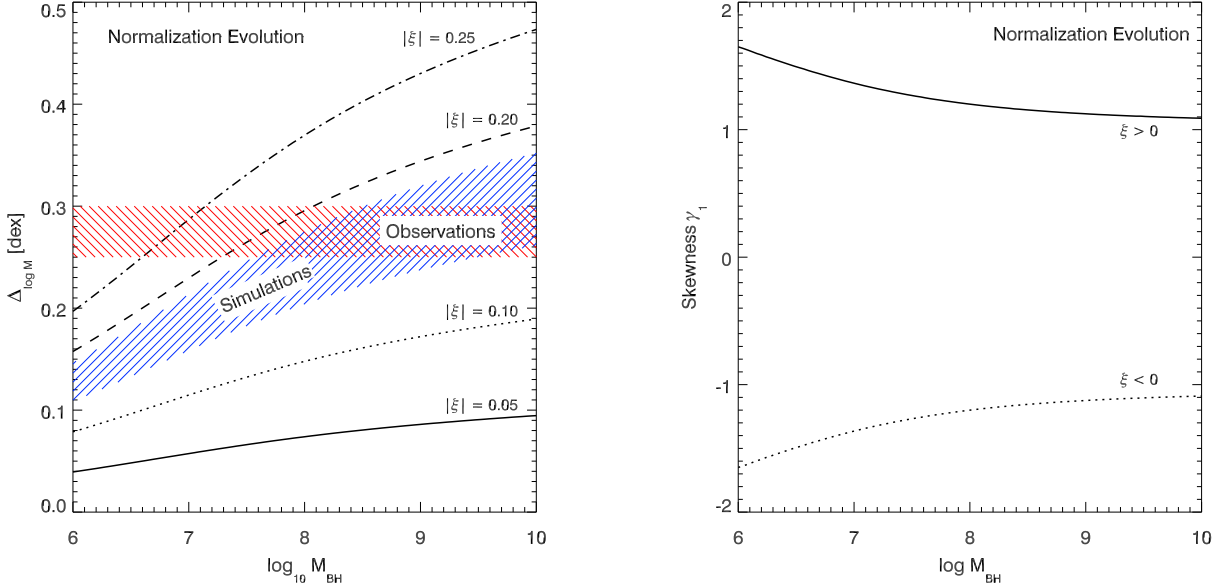 0.5
Normalization Evolution
|ξ| = 0.25
0.4
|ξ| = 0.20
0.3
Observations
Simulations
0.2
|ξ| = 0.10
0.1
|ξ| = 0.05
0.0
6 7 8 9 10
log₁₀ M_BH
Δ_log M [dex]
2
Normalization Evolution
1
ξ > 0
0
-1
ξ < 0
-2
6 7 8 9 10
log M_BH
Skewness γ₁